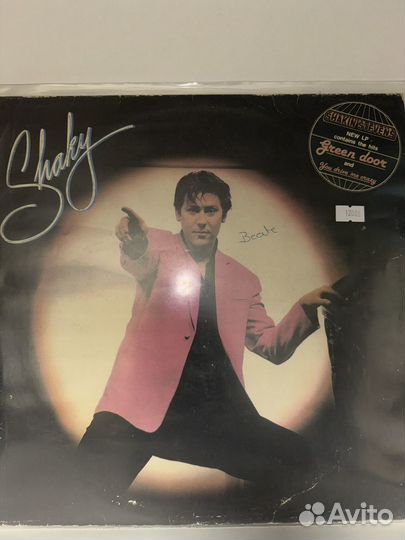 Shaky
SHAKIN' STEVENS
NEW LP
contains the hits
Green door
and
You drive me crazy
Beate
Avito